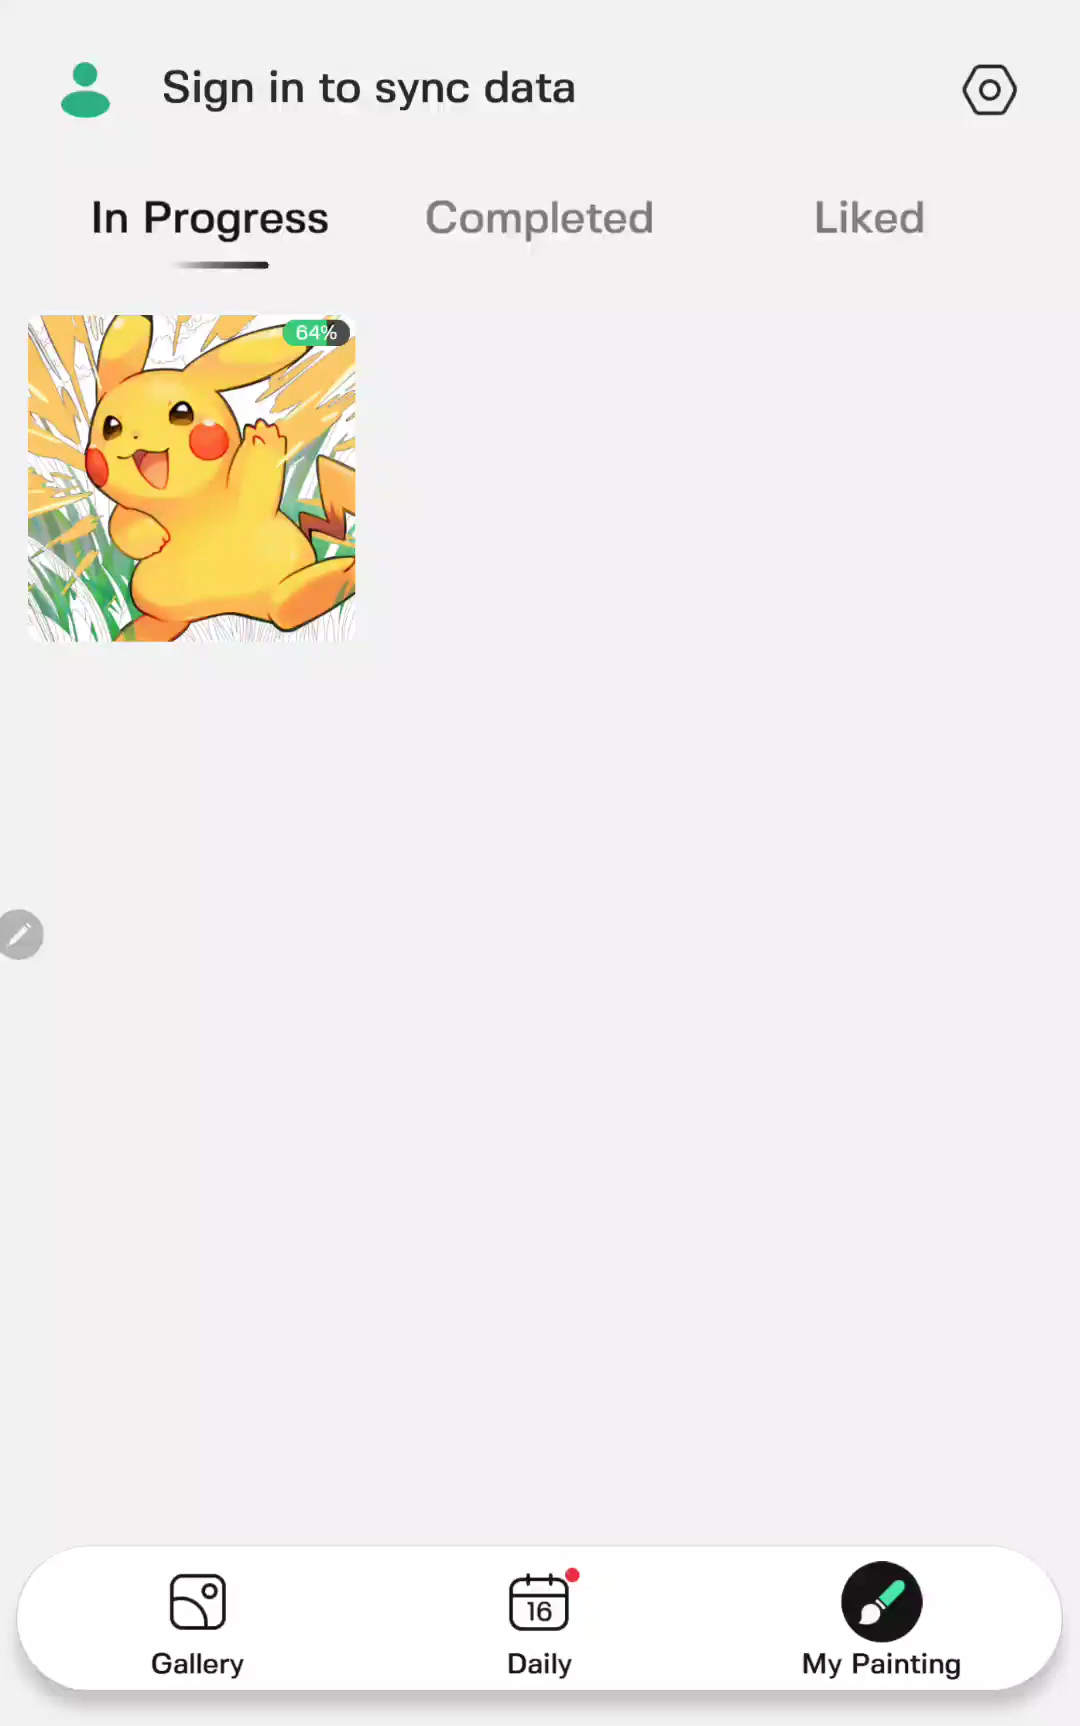 Sign in to sync data
In Progress
Completed
Liked
64%
16
Gallery
Daily
My Painting